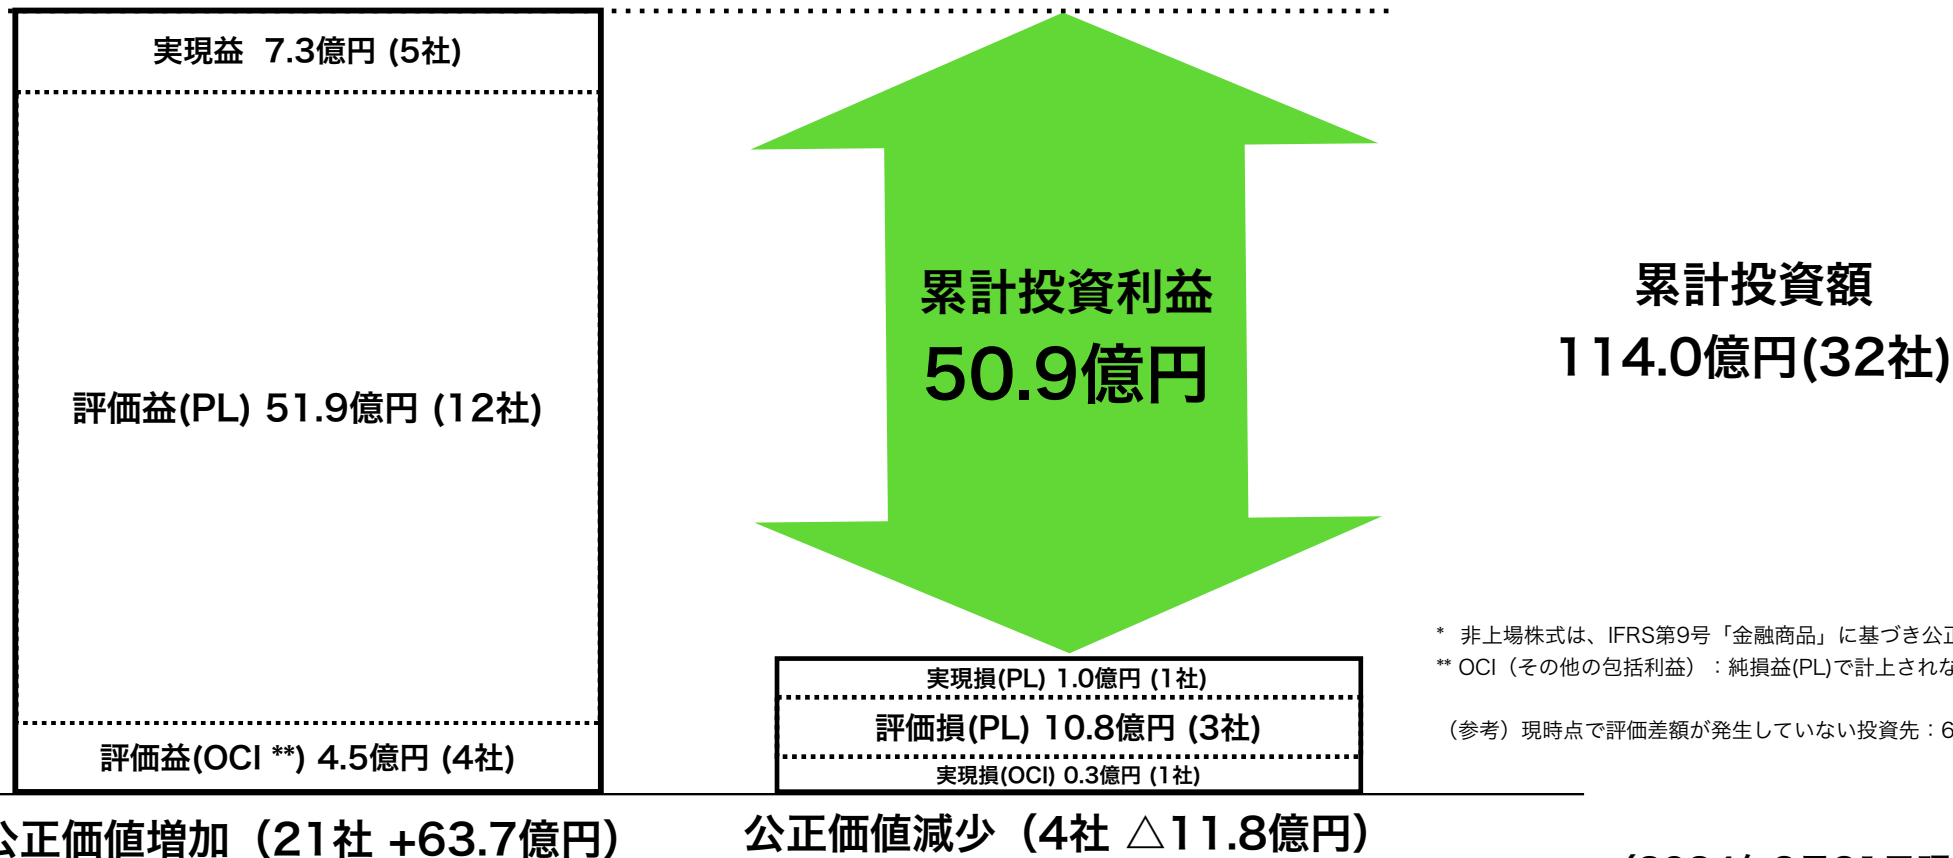 実現益 7.3億円 (5社)
評価益(PL) 51.9億円 (12社)
評価益(OCI **) 4.5億円 (4社)
公正価値増加（21社 +63.7億円）
累計投資利益
50.9億円
実現損(PL) 1.0億円 (1社)
評価損(PL) 10.8億円 (3社)
実現損(OCI) 0.3億円 (1社)
公正価値減少（4社 △11.8億円）
累計投資額
114.0億円(32社)
* 非上場株式は、IFRS第9号「金融商品」に基づき公正
** OCI（その他の包括利益）：純損益(PL)で計上されな
（参考）現時点で評価差額が発生していない投資先：6